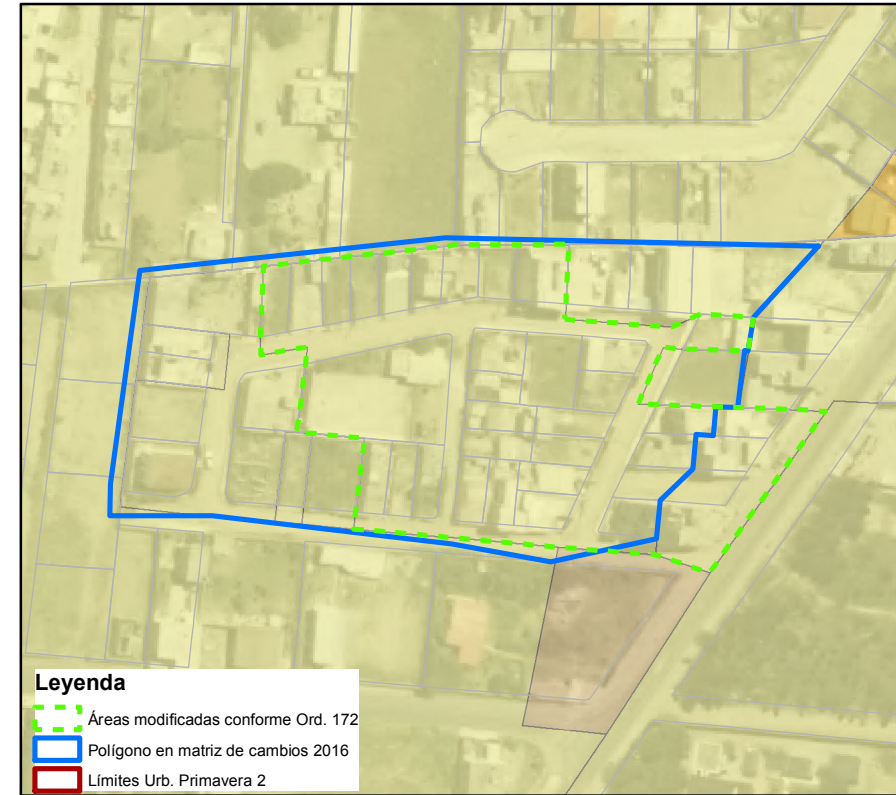 Leyenda
Áreas modificadas conforme Ord. 172
Polígono en matriz de cambios 2016
Límites Urb. Primavera 2